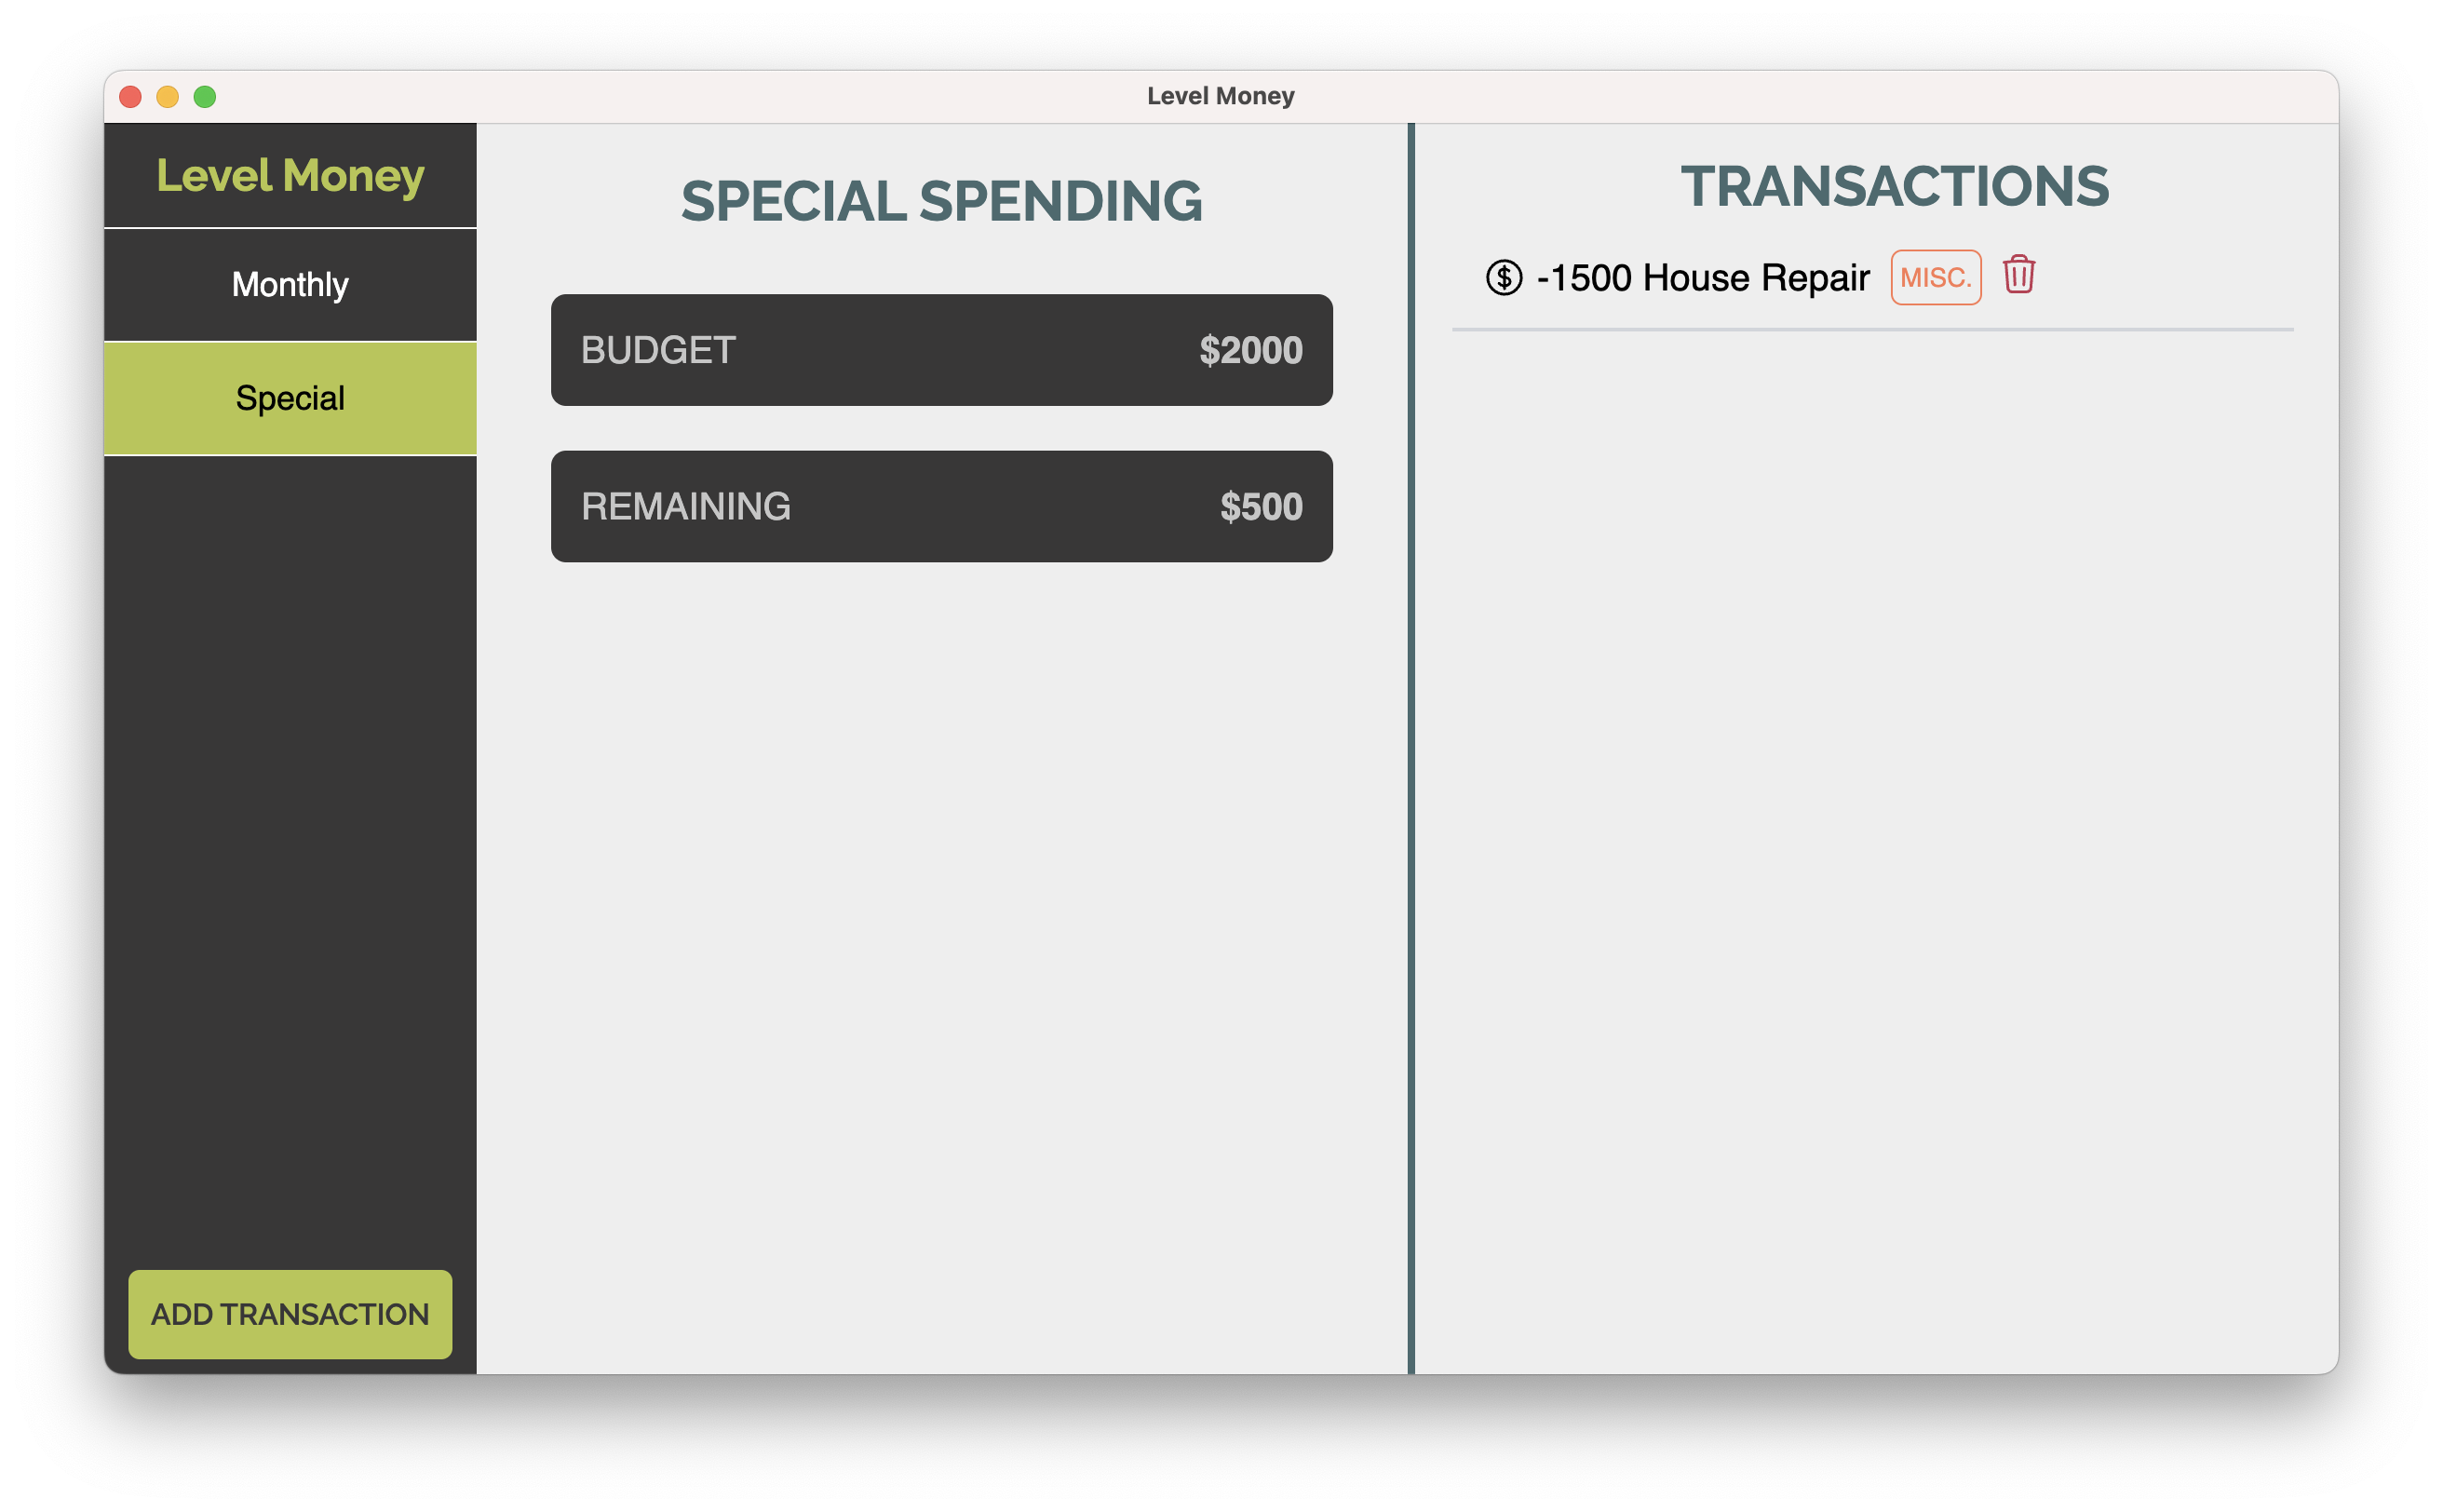 Level Money
Level Money
Monthly
Special
ADD TRANSACTION
SPECIAL SPENDING
BUDGET $2000
REMAINING $500
TRANSACTIONS
$ -1500 House Repair MISC.